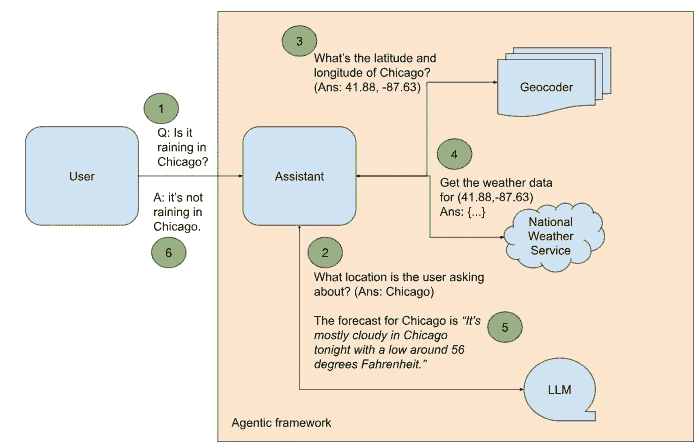 3
What's the latitude and
longitude of Chicago?
(Ans: 41.88, -87.63)
Geocoder
1
Q: Is it
raining in
Chicago?
User
Assistant
4
Get the weather data
for (41.88,-87.63)
Ans: {...}
A: it's not
raining in
Chicago.
6
National
Weather
Service
2
What location is the user asking
about? (Ans: Chicago)
The forecast for Chicago is "It's
mostly cloudy in Chicago
tonight with a low around 56
degrees Fahrenheit."
5
LLM
Agentic framework